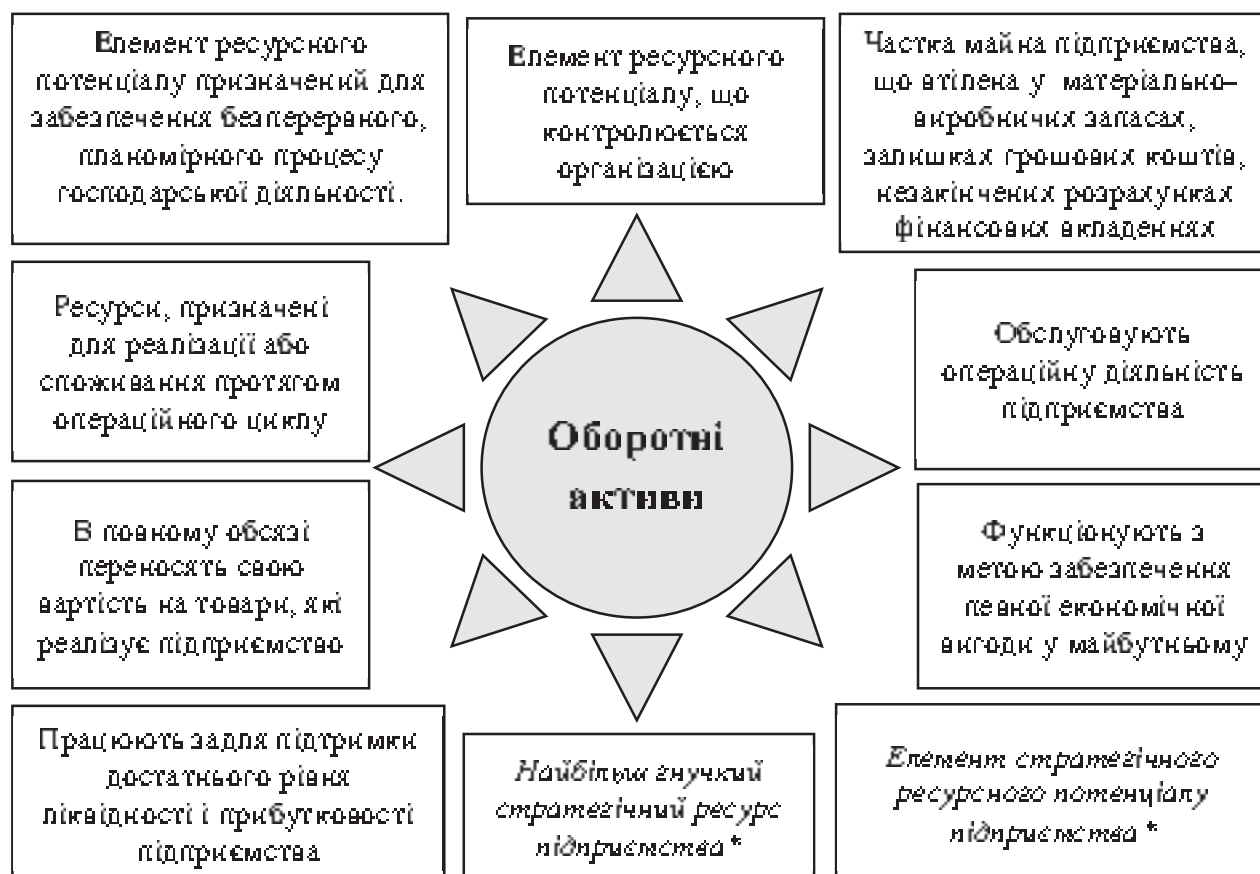 Елемент ресурсного
потенціалу призначений для
забезпечення безперервного,
планомірного процесу
господарської діяльності.
Елемент ресурсного
потенціалу, що
контролюється
організацією
Частка майна підприємства,
що втілена у матеріально–
виробничих запасах,
залишках грошових коштів,
незакінчених розрахунках
фінансових вкладеннях
Ресурси, призначені
для реалізації або
споживання протягом
операційного циклу
Обслуговують
операційну діяльність
підприємства
Оборотні
активи
В повному обсязі
переносять свою
вартість на товари, які
реалізує підприємство
Функціонують з
метою забезпечення
певної економічної
вигоди у майбутньому
Працюють задля підтримки
достатнього рівня
ліквідності і прибутковості
підприємства
Найбільш гнучкий
стратегічний ресурс
підприємства*
Елемент стратегічного
ресурсного потенціалу
підприємства*